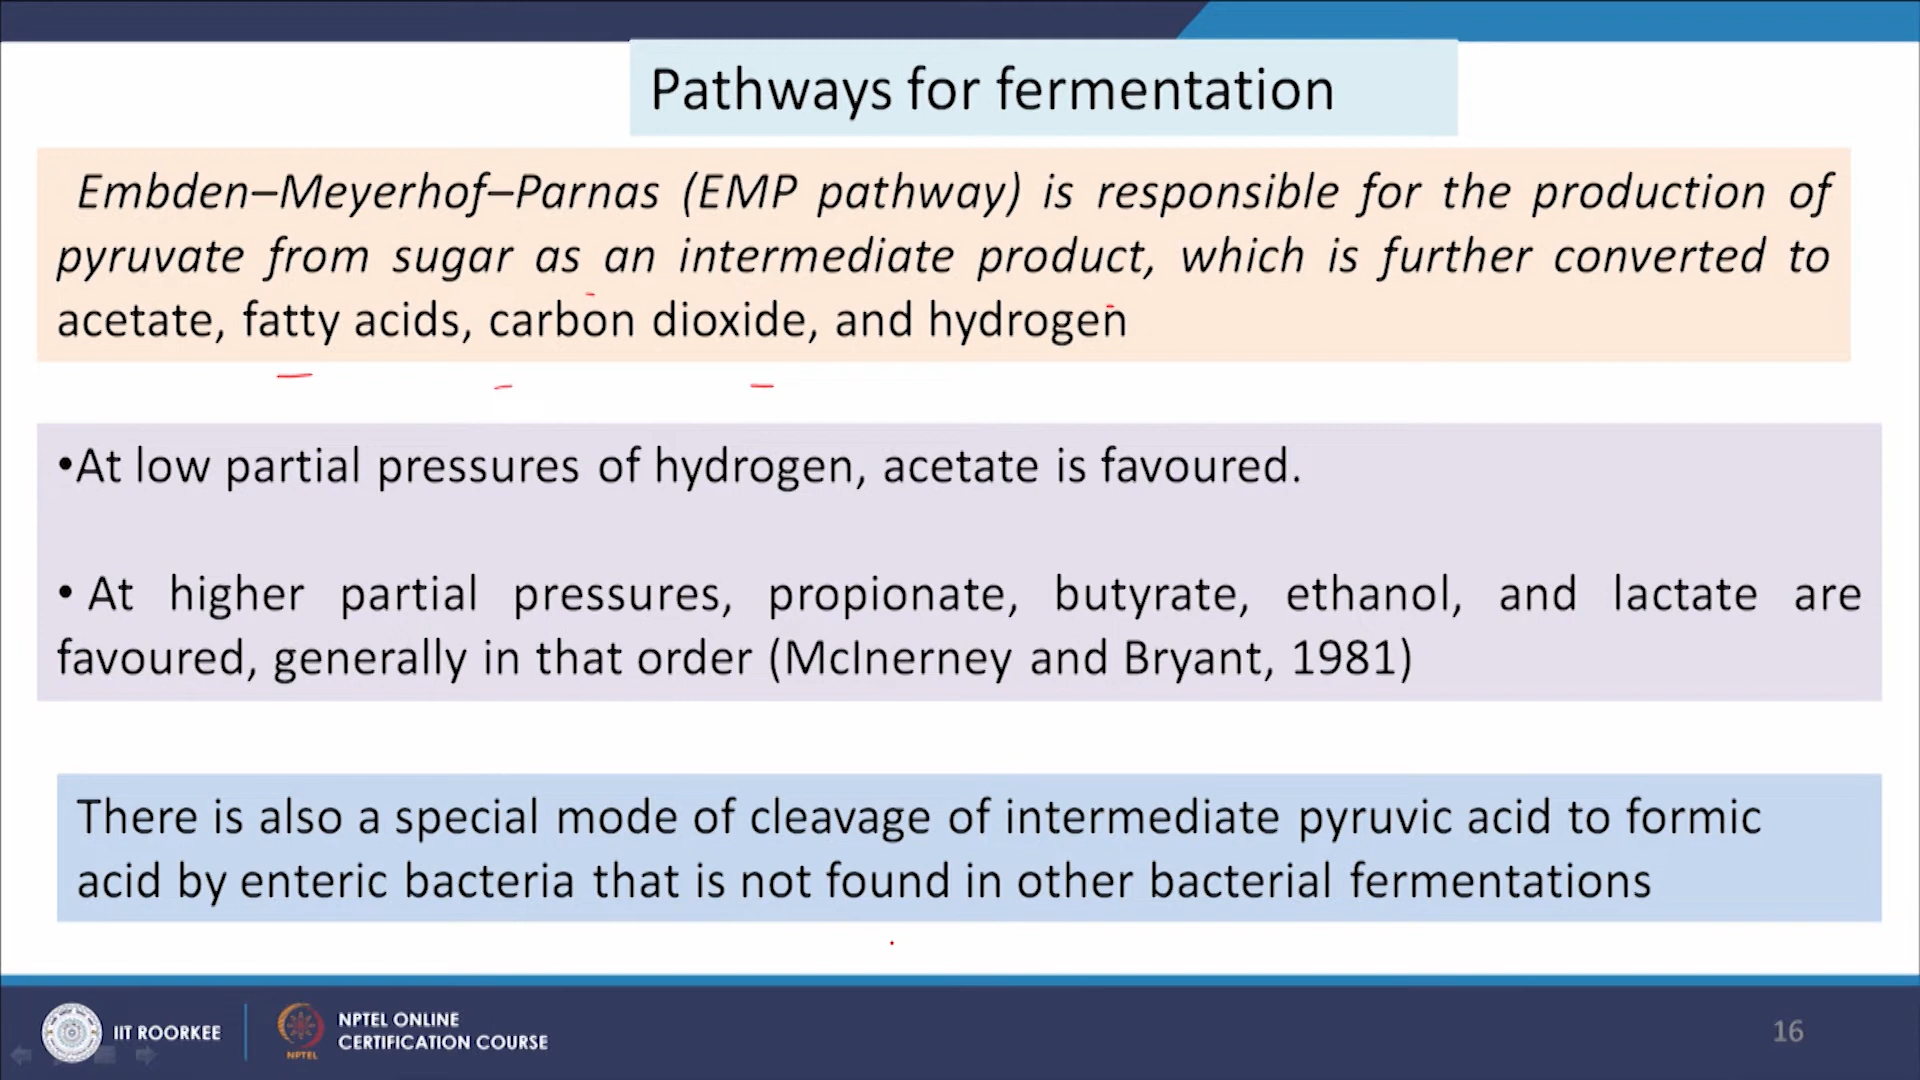 Pathways for fermentation
Embden–Meyerhof–Parnas (EMP pathway) is responsible for the production of
pyruvate from sugar as an intermediate product, which is further converted to
acetate, fatty acids, carbon dioxide, and hydrogen
•At low partial pressures of hydrogen, acetate is favoured.
• At higher partial pressures, propionate, butyrate, ethanol, and lactate are
favoured, generally in that order (McInerney and Bryant, 1981)
There is also a special mode of cleavage of intermediate pyruvic acid to formic
acid by enteric bacteria that is not found in other bacterial fermentations
IIT ROORKEE
NPTEL
NPTEL ONLINE
CERTIFICATION COURSE
16